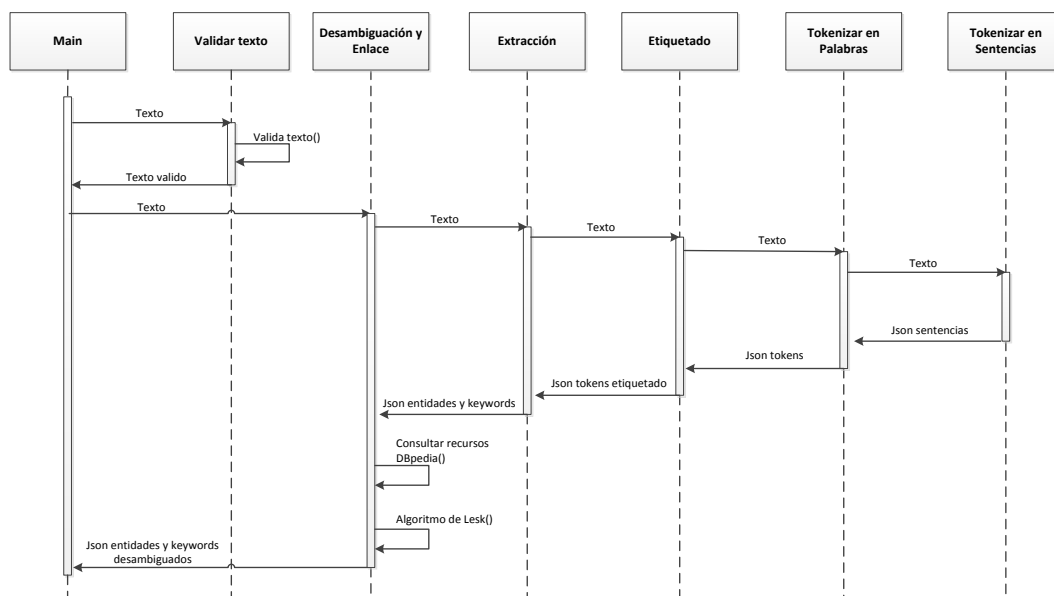 Main
Validar texto
Desambiguación y
Enlace
Extracción
Etiquetado
Tokenizar en
Palabras
Tokenizar en
Sentencias
Texto
Valida texto()
Texto valido
Texto
Texto
Texto
Texto
Texto
Json sentencias
Json tokens
Json tokens etiquetado
Json entidades y keywords
Consultar recursos
DBpedia()
Algoritmo de Lesk()
Json entidades y keywords
desambiguados